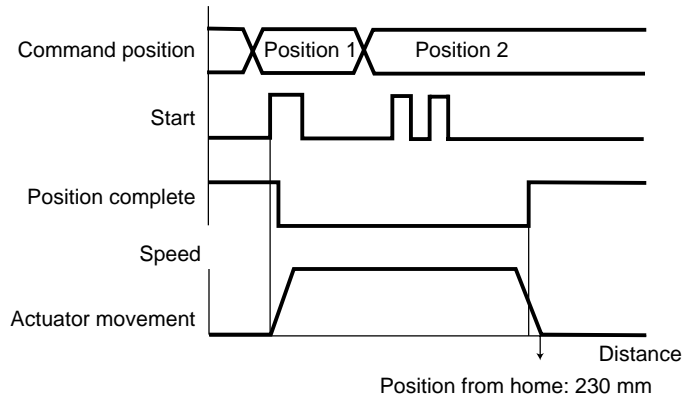 Command position
Position 1
Position 2
Start
Position complete
Speed
Actuator movement
Distance
Position from home: 230 mm